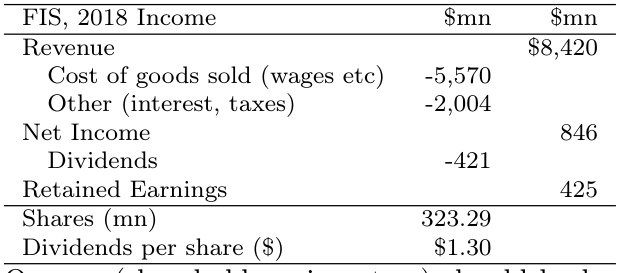 FIS, 2018 Income $mn $mn
Revenue $8,420
Cost of goods sold (wages etc) -5,570
Other (interest, taxes) -2,004
Net Income 846
Dividends -421
Retained Earnings 425
Shares (mn) 323.29
Dividends per share ($) $1.30